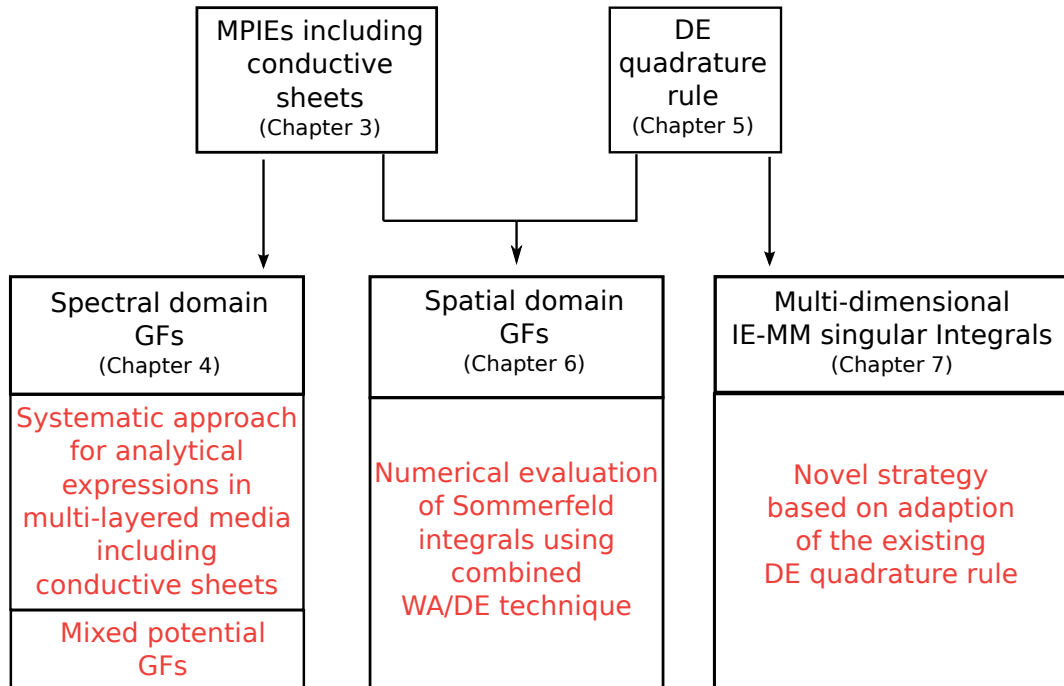 MPIEs including
conductive
sheets
(Chapter 3)
DE
quadrature
rule
(Chapter 5)
Spectral domain
GFs
(Chapter 4)
Systematic approach
for analytical
expressions in
multi-layered media
including
conductive sheets
Mixed potential
GFs
Spatial domain
GFs
(Chapter 6)
Numerical evaluation
of Sommerfeld
integrals using
combined
WA/DE technique
Multi-dimensional
IE-MM singular Integrals
(Chapter 7)
Novel strategy
based on adaption
of the existing
DE quadrature rule